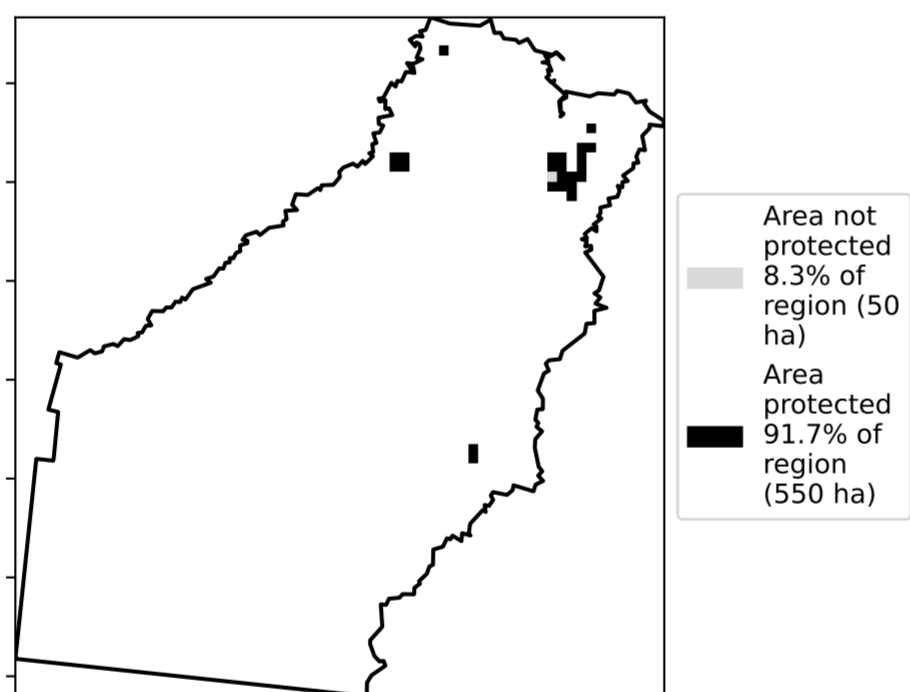 Area not
protected
8.3% of
region (50
ha)
Area
protected
91.7% of
region
(550 ha)